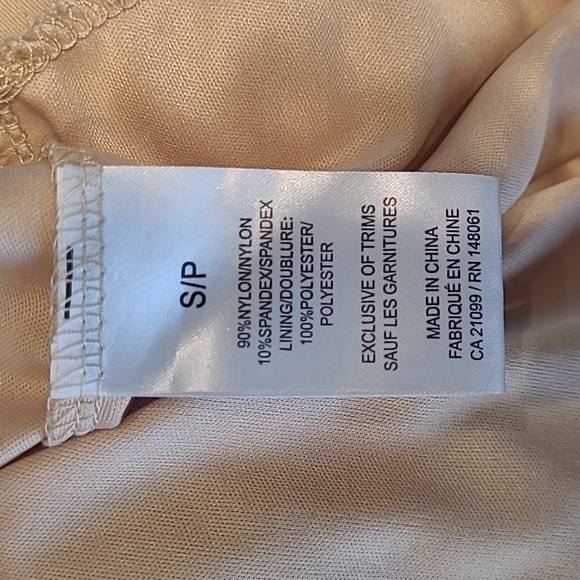 S/P
90%NYLON/NYLON
10%SPANDEX/SPANDEX
LINING/DOUBLURE:
100%POLYESTER/
POLYESTER
EXCLUSIVE OF TRIMS
SAUF LES GARNITURES
MADE IN CHINA
FABRIQUÉ EN CHINE
CA 21099 / RN 148061